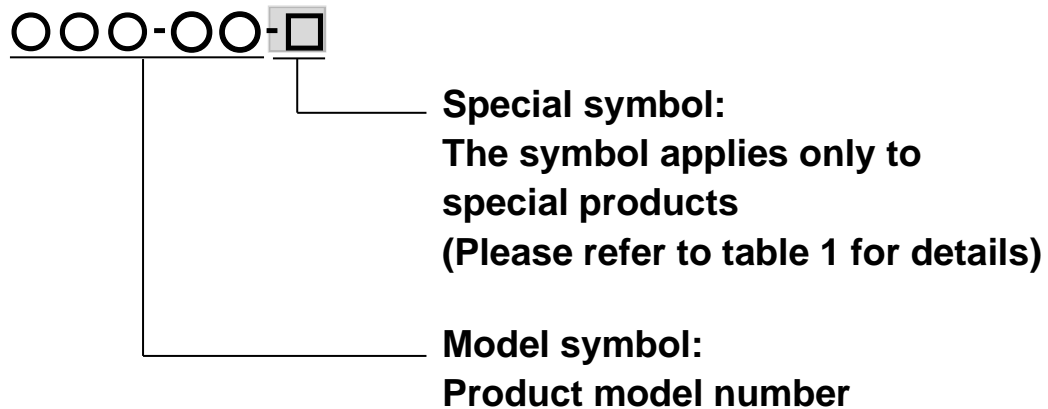 ○○○-○○-□
Special symbol:
The symbol applies only to
special products
(Please refer to table 1 for details)
Model symbol:
Product model number